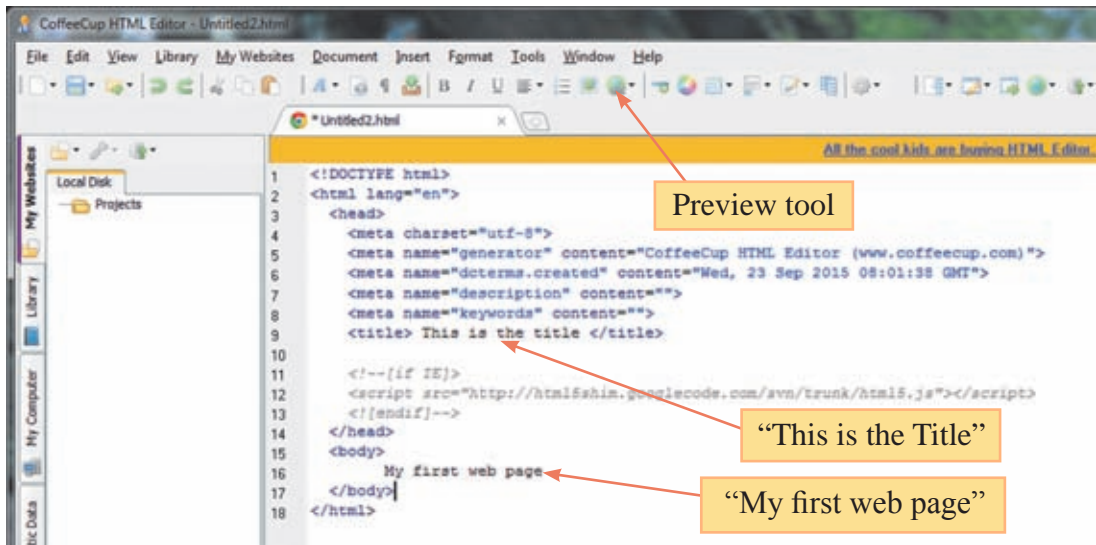 CoffeeCup HTML Editor - Untitled2.html
File Edit View Library My Websites Document Insert Format Tools Window Help
* Untitled2.html
All the cool kids are buying HTML Editor.
My Websites
Local Disk
Projects
Library
My Computer
tic Data
Preview tool
1 <!DOCTYPE html>
2 <html lang="en">
3 <head>
4 <meta charset="utf-8">
5 <meta name="generator" content="CoffeeCup HTML Editor (www.coffeecup.com)">
6 <meta name="dcterms.created" content="Wed, 23 Sep 2015 08:01:38 GMT">
7 <meta name="description" content="">
8 <meta name="keywords" content="">
9 <title> This is the title </title>
10
11 <!--[if IE]>
12 <script src="http://html5shim.googlecode.com/svn/trunk/html5.js"></script>
13 <![endif]-->
14 </head>
15 <body>
16 My first web page
17 </body>
18 </html>
“This is the Title”
“My first web page”